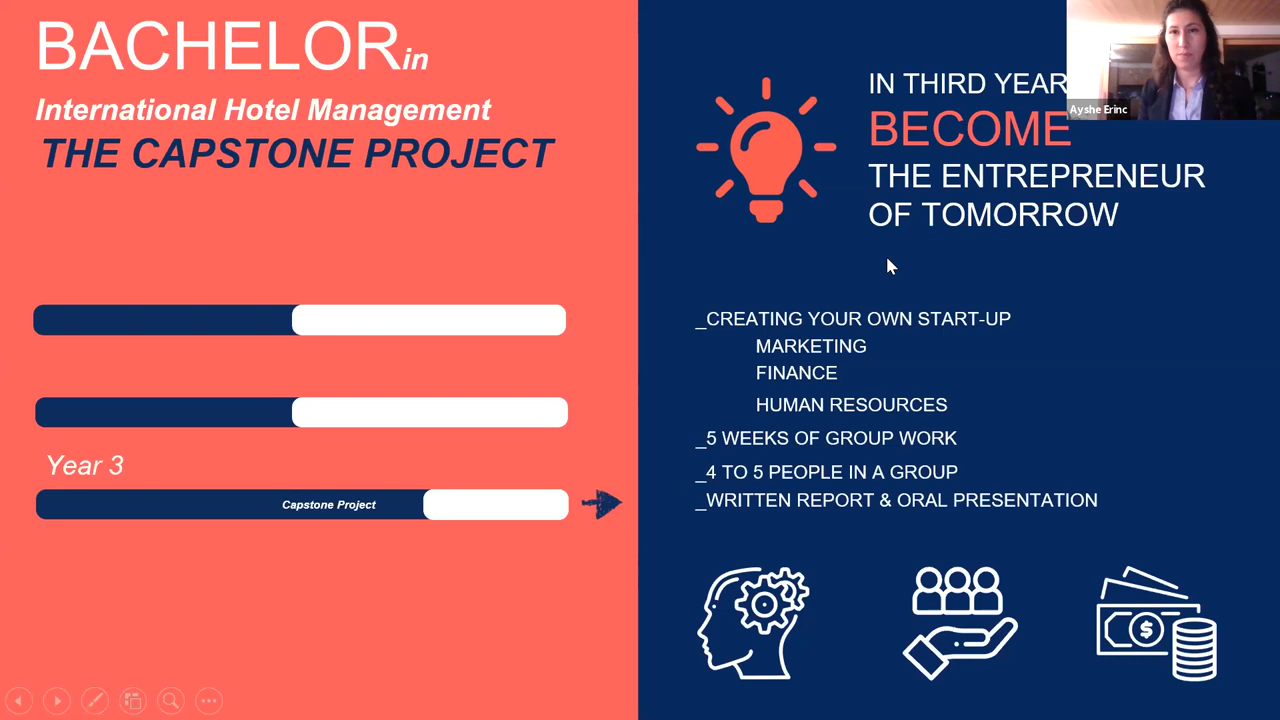 BACHELOR in
International Hotel Management
THE CAPSTONE PROJECT
Year 3
Capstone Project
IN THIRD YEAR
BECOME
THE ENTREPRENEUR
OF TOMORROW
Ayshe Erinc
_CREATING YOUR OWN START-UP
MARKETING
FINANCE
HUMAN RESOURCES
_5 WEEKS OF GROUP WORK
_4 TO 5 PEOPLE IN A GROUP
_WRITTEN REPORT & ORAL PRESENTATION